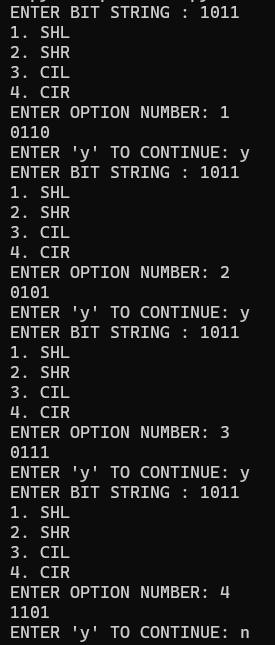 ENTER BIT STRING : 1011
1. SHL
2. SHR
3. CIL
4. CIR
ENTER OPTION NUMBER: 1
0110
ENTER 'y' TO CONTINUE: y
ENTER BIT STRING : 1011
1. SHL
2. SHR
3. CIL
4. CIR
ENTER OPTION NUMBER: 2
0101
ENTER 'y' TO CONTINUE: y
ENTER BIT STRING : 1011
1. SHL
2. SHR
3. CIL
4. CIR
ENTER OPTION NUMBER: 3
0111
ENTER 'y' TO CONTINUE: y
ENTER BIT STRING : 1011
1. SHL
2. SHR
3. CIL
4. CIR
ENTER OPTION NUMBER: 4
1101
ENTER 'y' TO CONTINUE: n